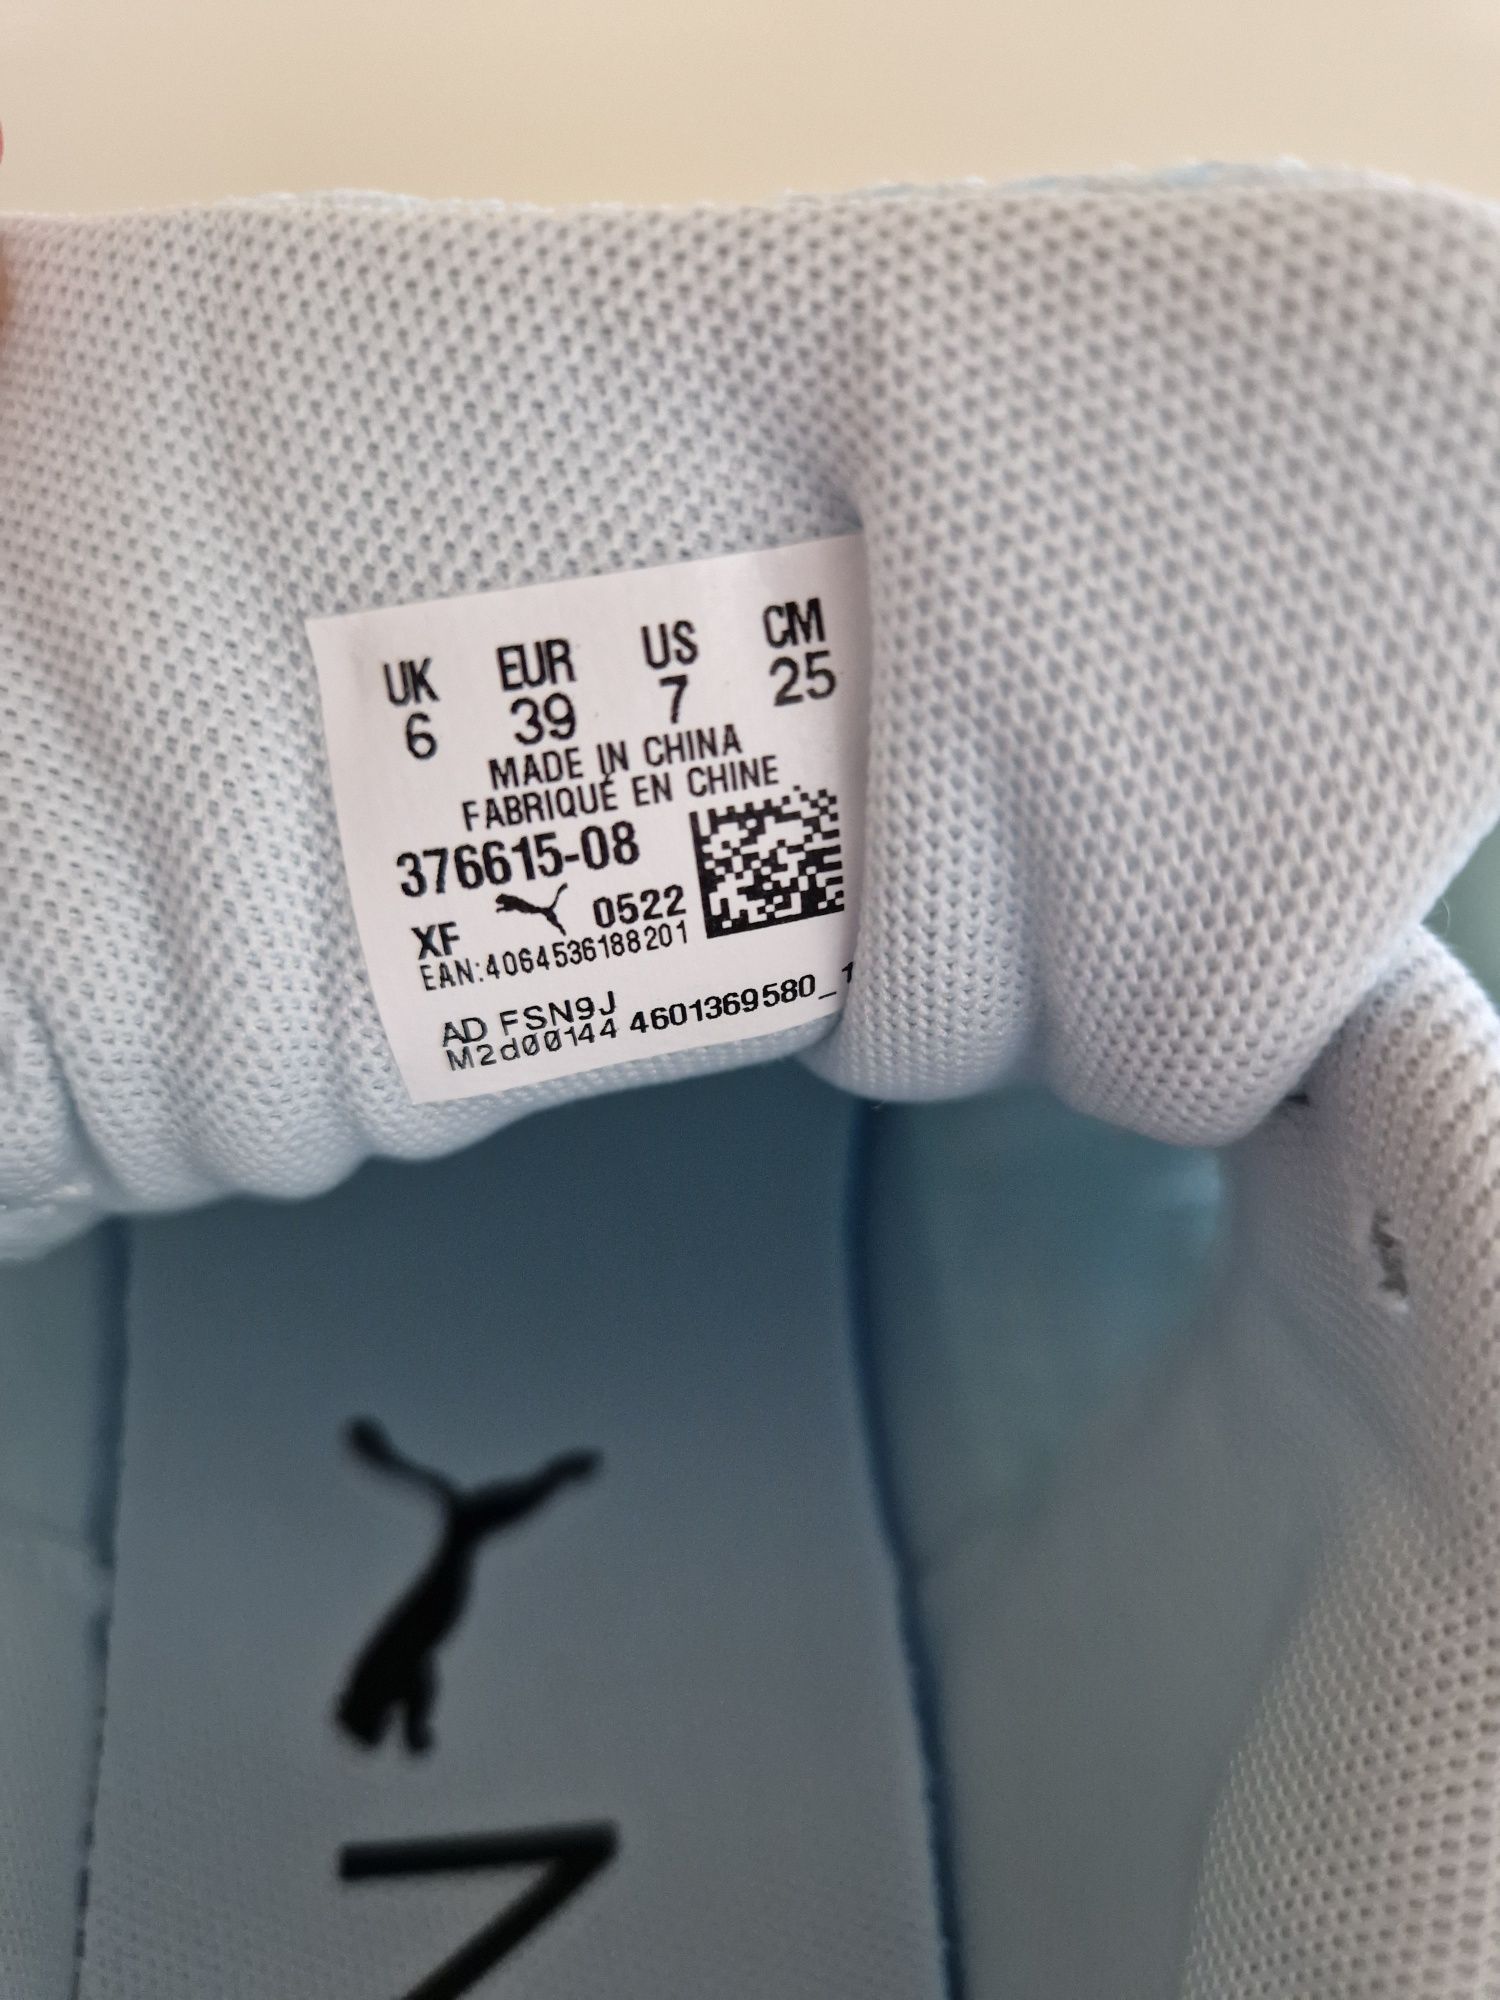 UK EUR US CM
6 39 7 25
MADE IN CHINA
FABRIQUÉ EN CHINE
376615-08
XF 0522
EAN:4064536188201
AD FSN9J
M2d00144 4601369580_1